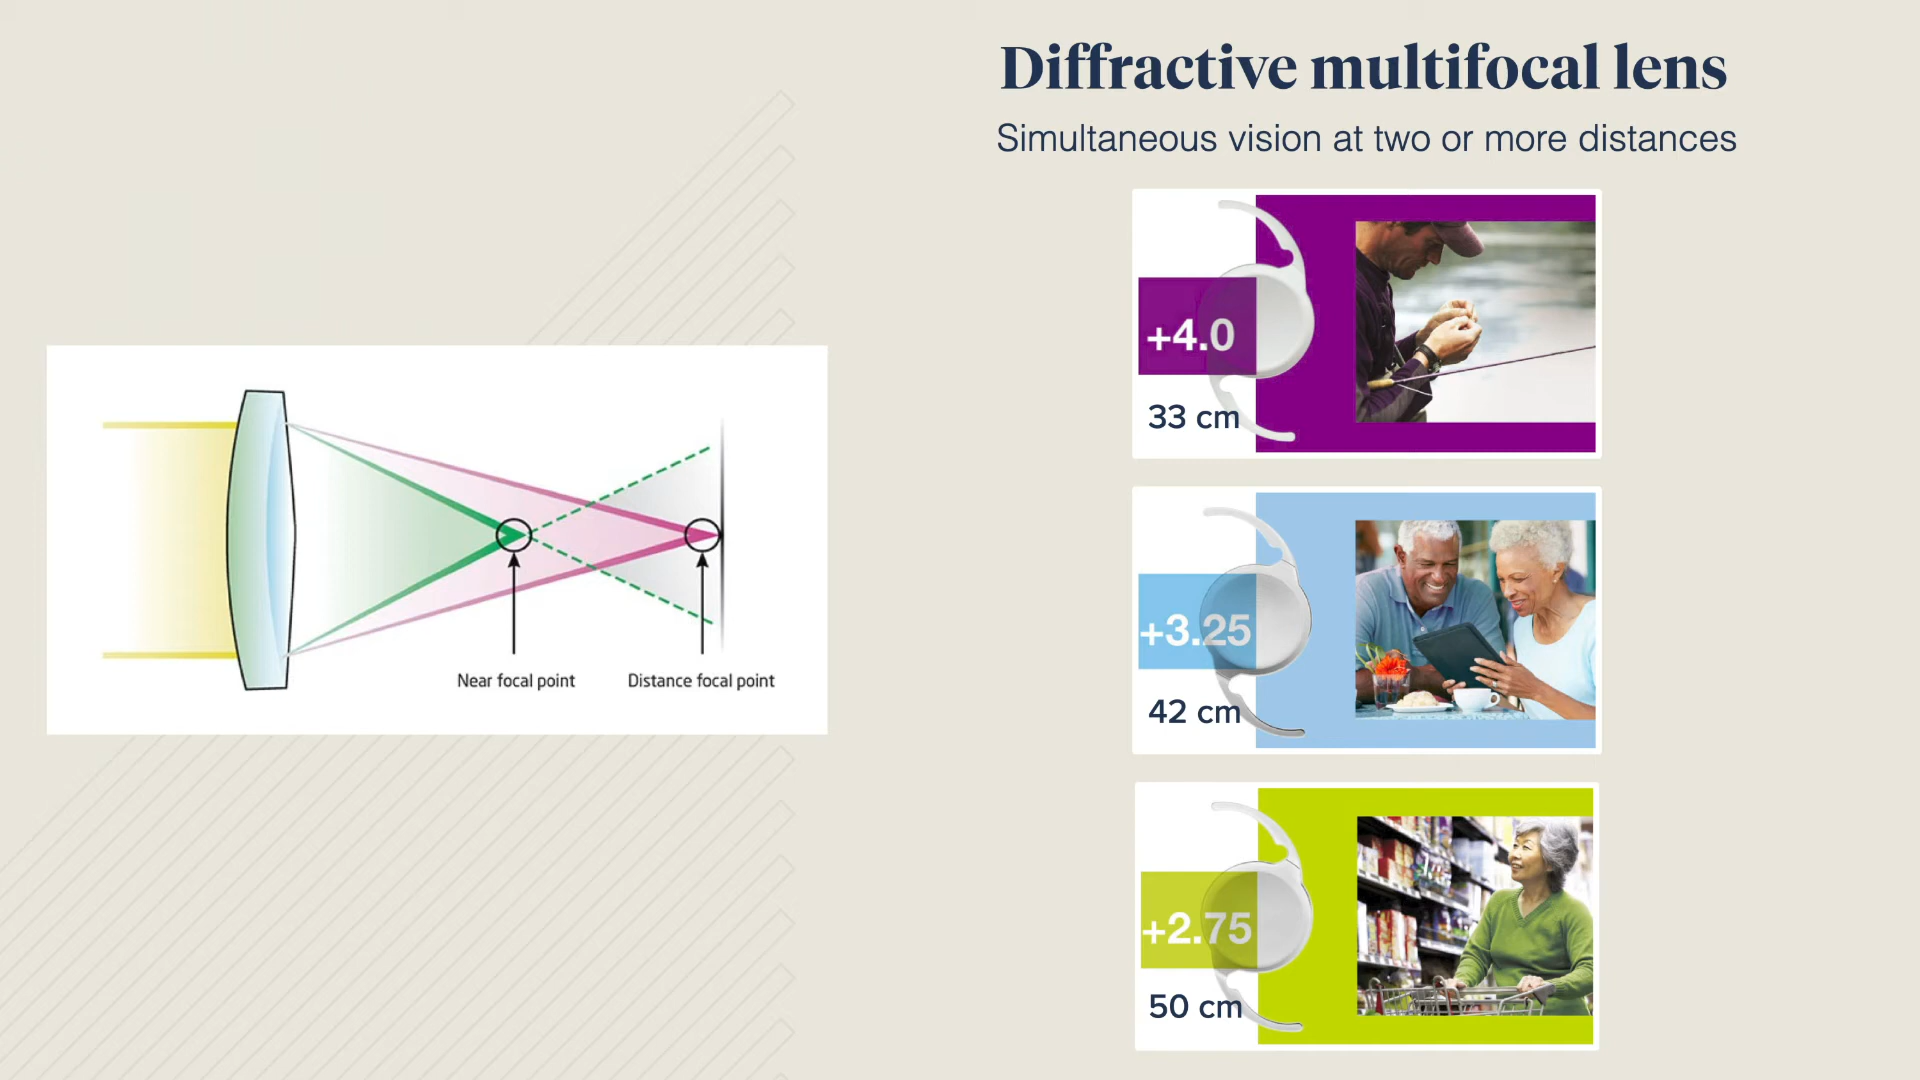 Diffractive multifocal lens
Simultaneous vision at two or more distances
Near focal point
Distance focal point
+4.0
33 cm
+3.25
42 cm
+2.75
50 cm